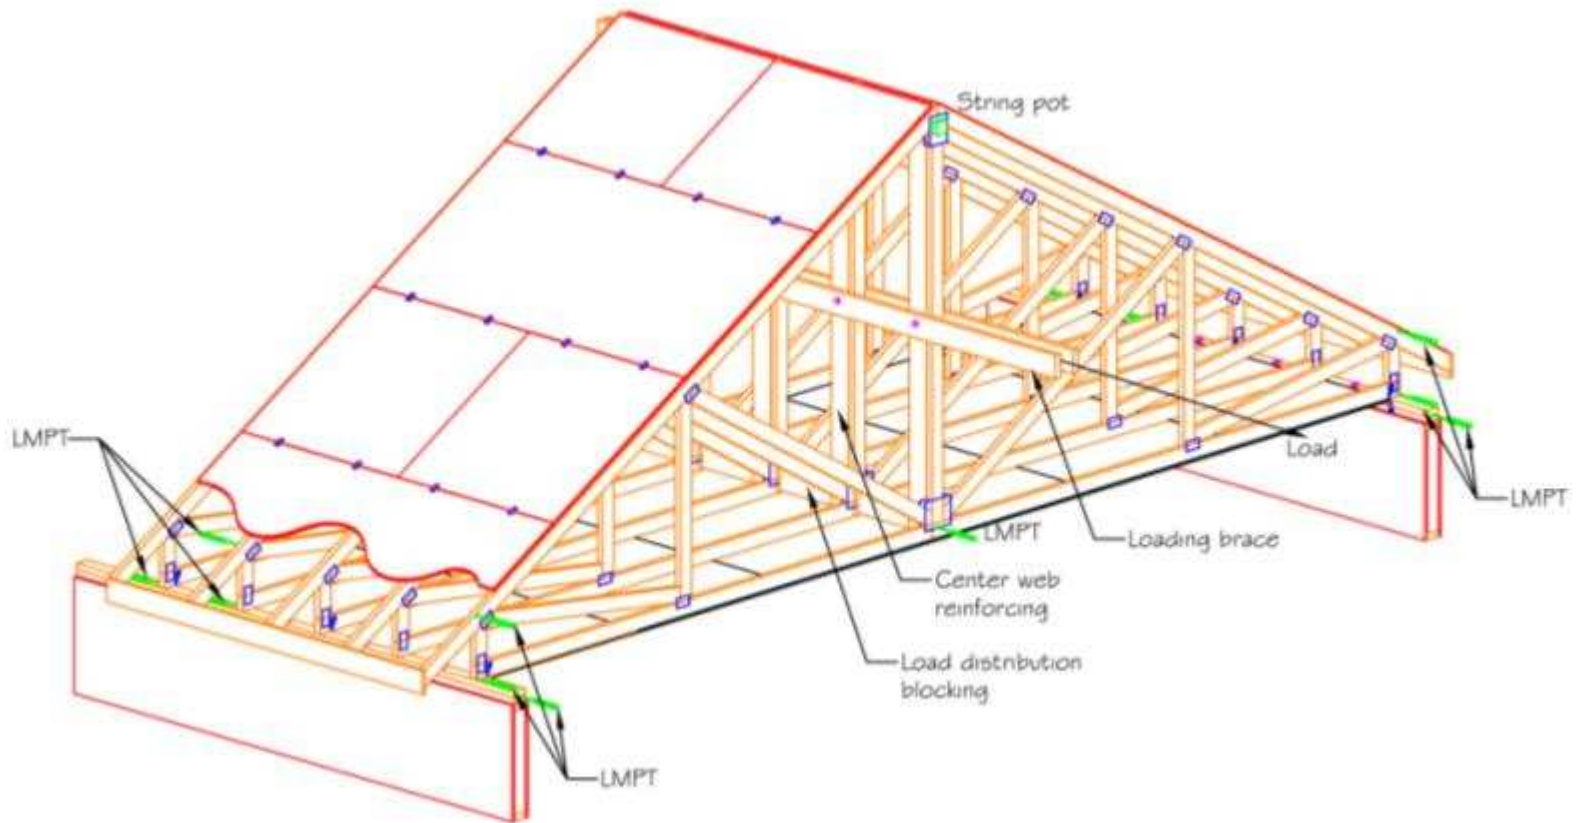 String pot
LMPT
Load
LMPT
LMPT
Loading brace
Center web
reinforcing
Load distribution
blocking
LMPT